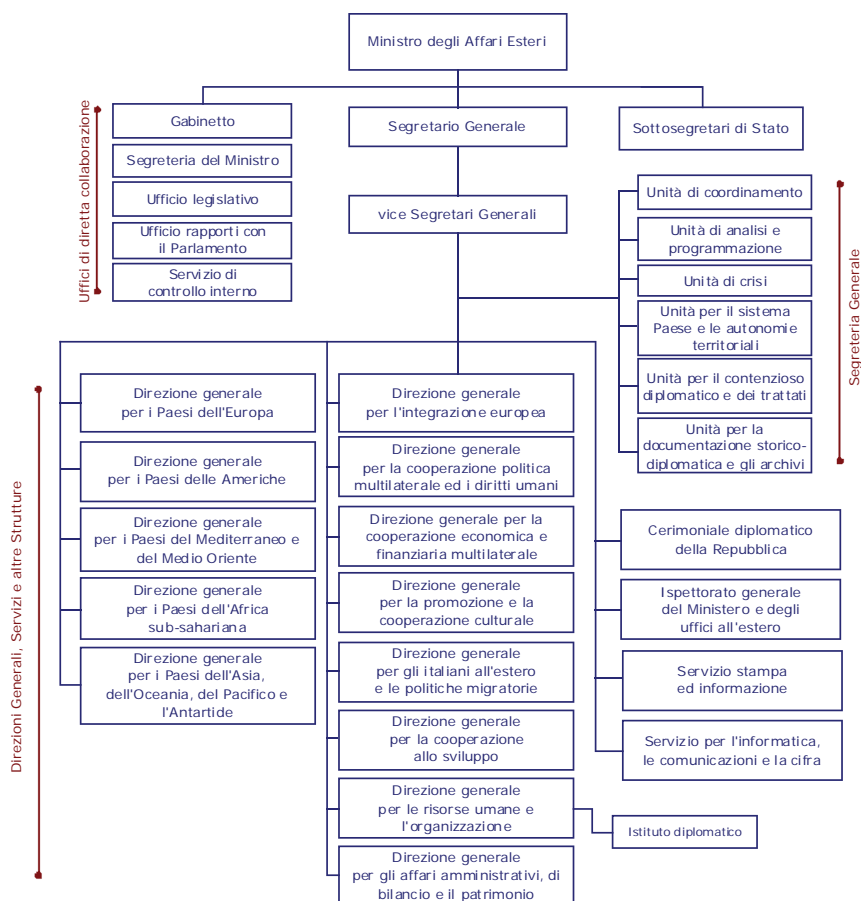 Ministro degli Affari Esteri
Uffici di diretta collaborazione
Gabinetto
Segreteria del Ministro
Ufficio legislativo
Ufficio rapporti con
il Parlamento
Servizio di
controllo interno
Segretario Generale
vice Segretari Generali
Sottosegretari di Stato
Unità di coordinamento
Unità di analisi e
programmazione
Unità di crisi
Unità per il sistema
Paese e le autonomie
territoriali
Unità per il contenzioso
diplomatico e dei trattati
Unità per la
documentazione storico-
diplomatica e gli archivi
Segreteria Generale
Direzioni Generali, Servizi e altre Strutture
Direzione generale
per i Paesi dell'Europa
Direzione generale
per i Paesi delle Americhe
Direzione generale
per i Paesi del Mediterraneo e
del Medio Oriente
Direzione generale
per i Paesi dell'Africa
sub-sahariana
Direzione generale
per i Paesi dell'Asia,
dell'Oceania, del Pacifico e
l'Antartide
Direzione generale
per l'integrazione europea
Direzione generale
per la cooperazione politica
multilaterale ed i diritti umani
Direzione generale per la
cooperazione economica e
finanziaria multilaterale
Direzione generale
per la promozione e la
cooperazione culturale
Direzione generale
per gli italiani all'estero
e le politiche migratorie
Direzione generale
per la cooperazione
allo sviluppo
Direzione generale
per le risorse umane e
l'organizzazione
Direzione generale
per gli affari amministrativi, di
bilancio e il patrimonio
Cerimoniale diplomatico
della Repubblica
Ispettorato generale
del Ministero e degli
uffici all'estero
Servizio stampa
ed informazione
Servizio per l'informatica,
le comunicazioni e la cifra
Istituto diplomatico